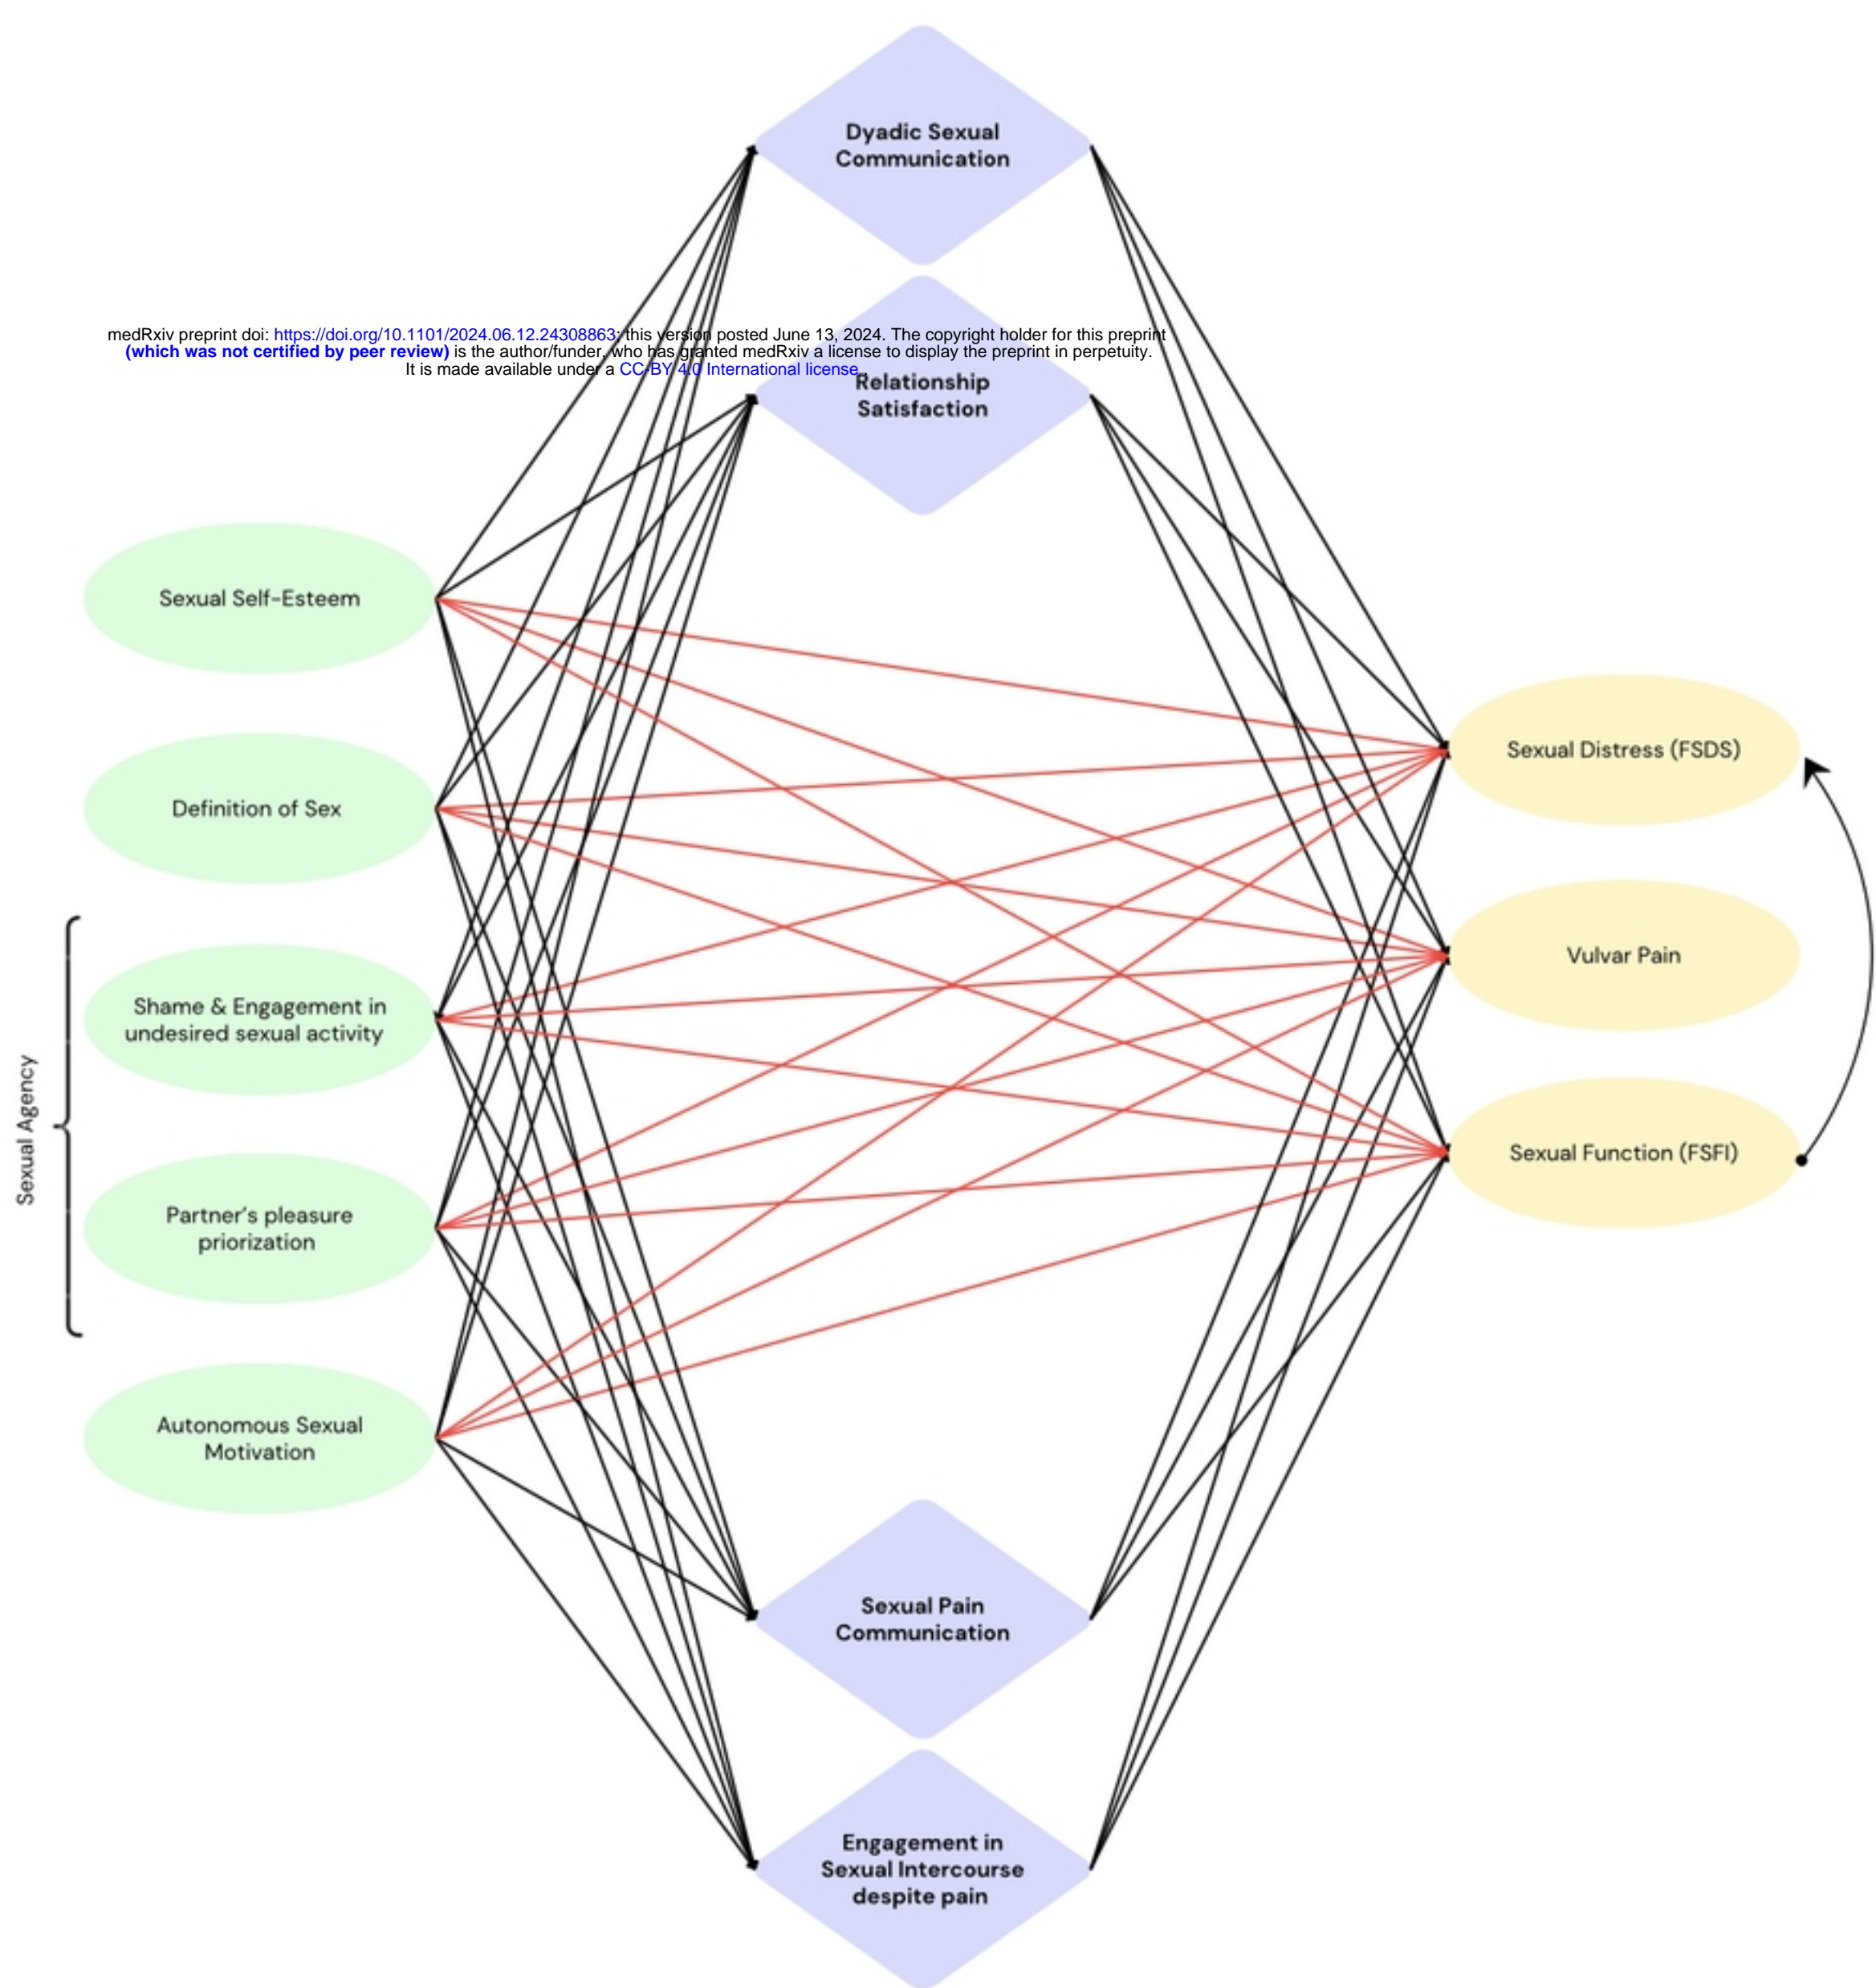 Dyadic Sexual
Communication
medRxiv preprint doi: https://doi.org/10.1101/2024.06.12.24308863; this version posted June 13, 2024. The copyright holder for this preprint
(which was not certified by peer review) is the author/funder, who has granted medRxiv a license to display the preprint in perpetuity.
It is made available under a CC-BY 4.0 International license.
Relationship
Satisfaction
Sexual Self-Esteem
Definition of Sex
Sexual Agency
Shame & Engagement in
undesired sexual activity
Partner's pleasure
priorization
Autonomous Sexual
Motivation
Sexual Distress (FSDS)
Vulvar Pain
Sexual Function (FSFI)
Sexual Pain
Communication
Engagement in
Sexual Intercourse
despite pain